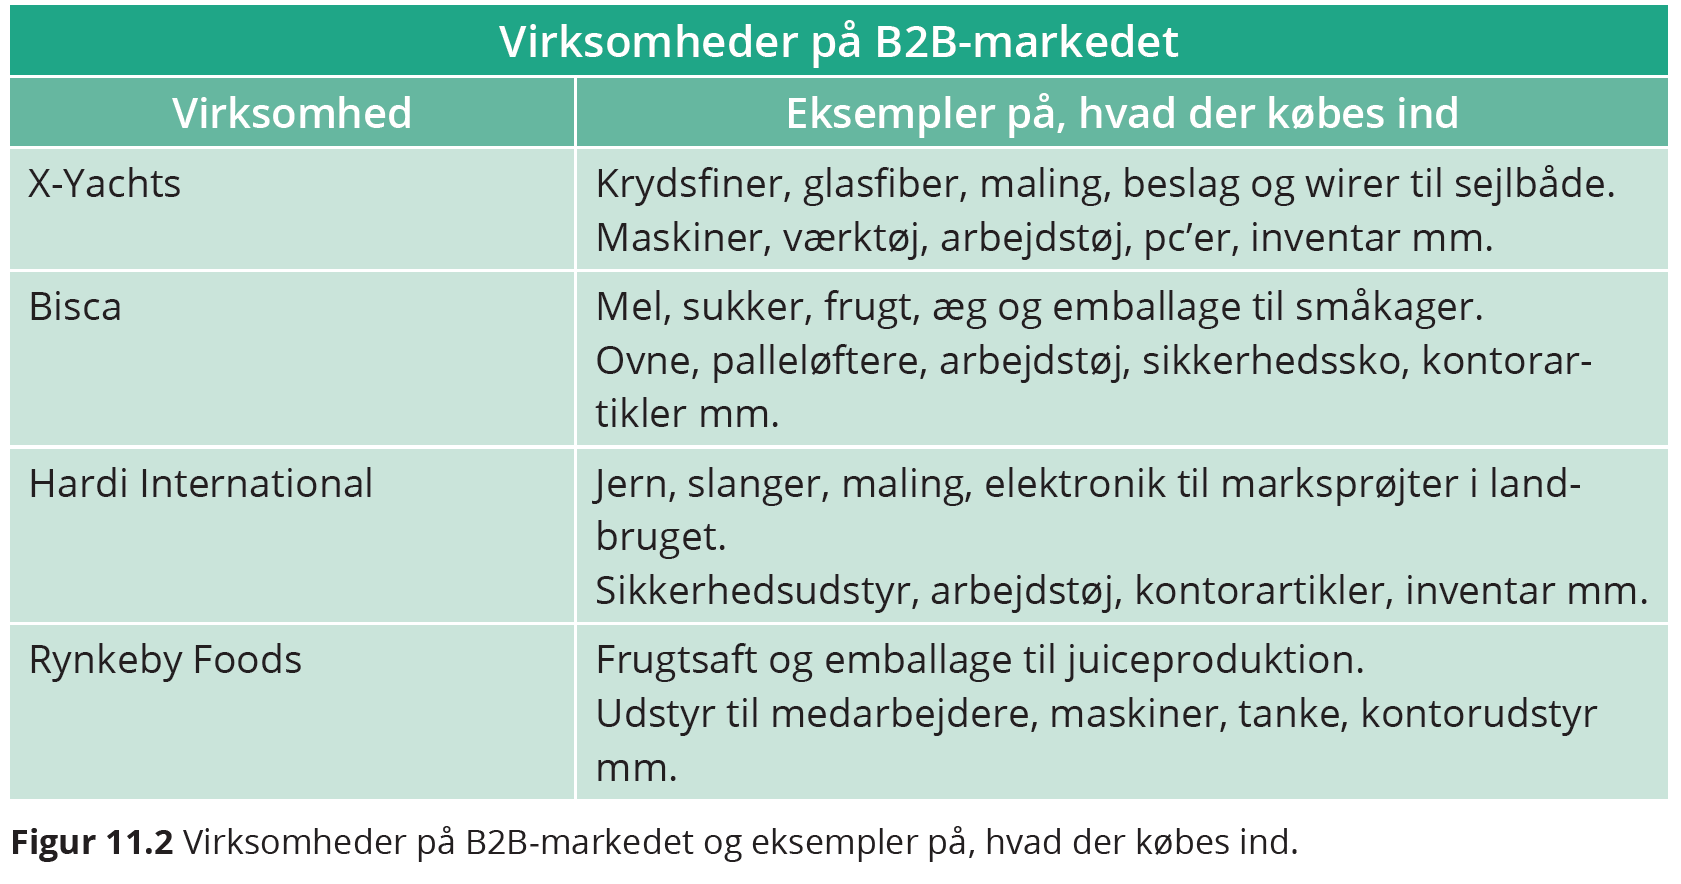 Virksomheder på B2B-markedet
Virksomhed
Eksempler på, hvad der købes ind
X-Yachts
Krydsfiner, glasfiber, maling, beslag og wirer til sejlbåde.
Maskiner, værktøj, arbejdstøj, pc’er, inventar mm.
Bisca
Mel, sukker, frugt, æg og emballage til småkager.
Ovne, palleløftere, arbejdstøj, sikkerhedssko, kontorar-
tikler mm.
Hardi International
Jern, slanger, maling, elektronik til marksprøjter i land-
bruget.
Sikkerhedsudstyr, arbejdstøj, kontorartikler, inventar mm.
Rynkeby Foods
Frugtsaft og emballage til juiceproduktion.
Udstyr til medarbejdere, maskiner, tanke, kontorudstyr
mm.
Figur 11.2 Virksomheder på B2B-markedet og eksempler på, hvad der købes ind.